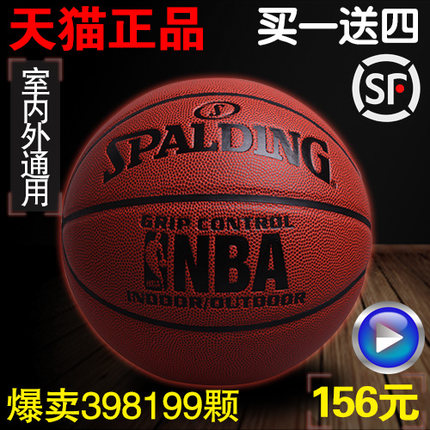 天猫正品
买一送四
SF
室内外通用
S
SPALDING
GRIP CONTROL
NBA
INDOOR/OUTDOOR
爆卖398199颗
156元